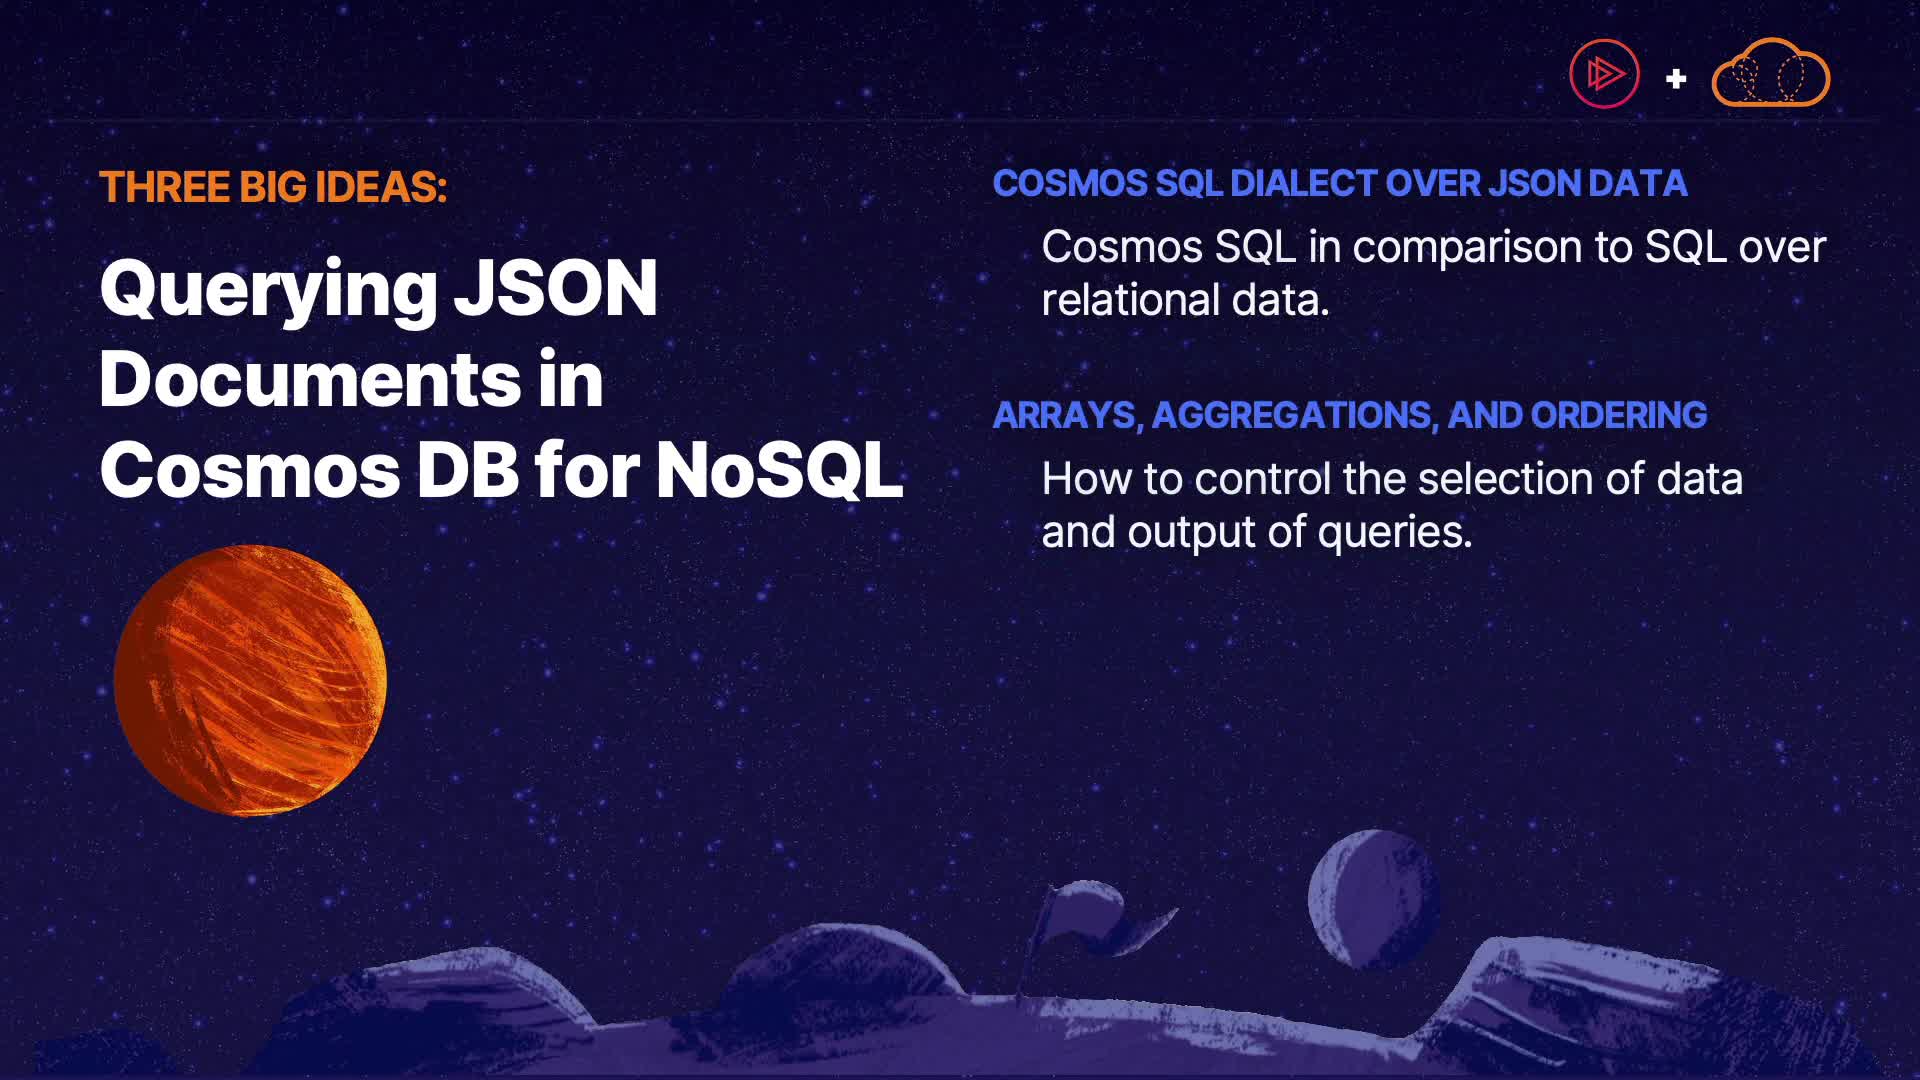 THREE BIG IDEAS:
Querying JSON
Documents in
Cosmos DB for NoSQL
COSMOS SQL DIALECT OVER JSON DATA
Cosmos SQL in comparison to SQL over
relational data.
ARRAYS, AGGREGATIONS, AND ORDERING
How to control the selection of data
and output of queries.